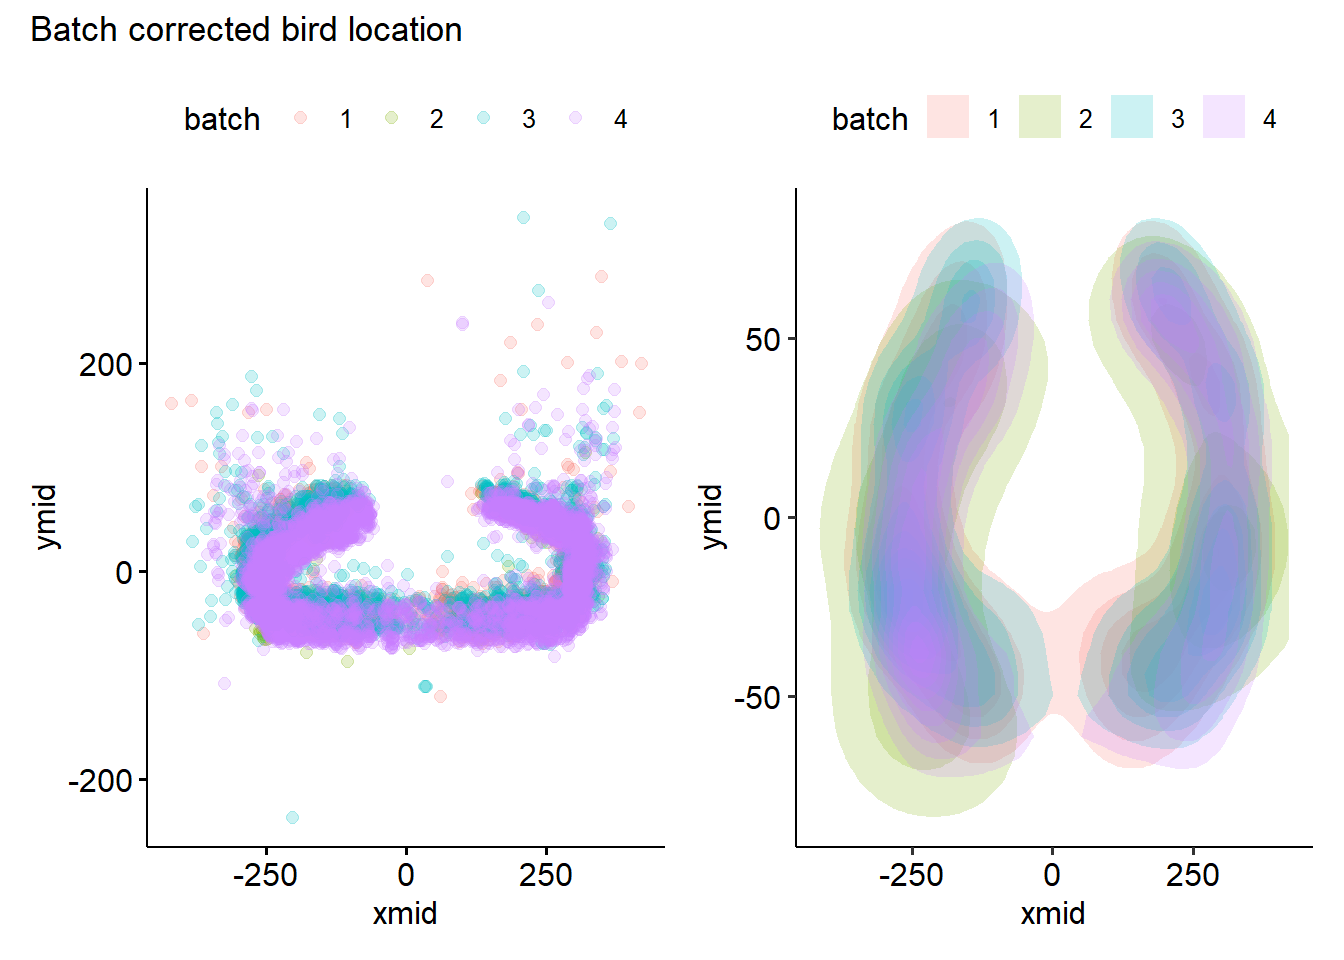 Batch corrected bird location
batch 1 2 3 4
batch 1 2 3 4
ymid
200
0
-200
-250 0 250
xmid
ymid
50
0
-50
-250 0 250
xmid